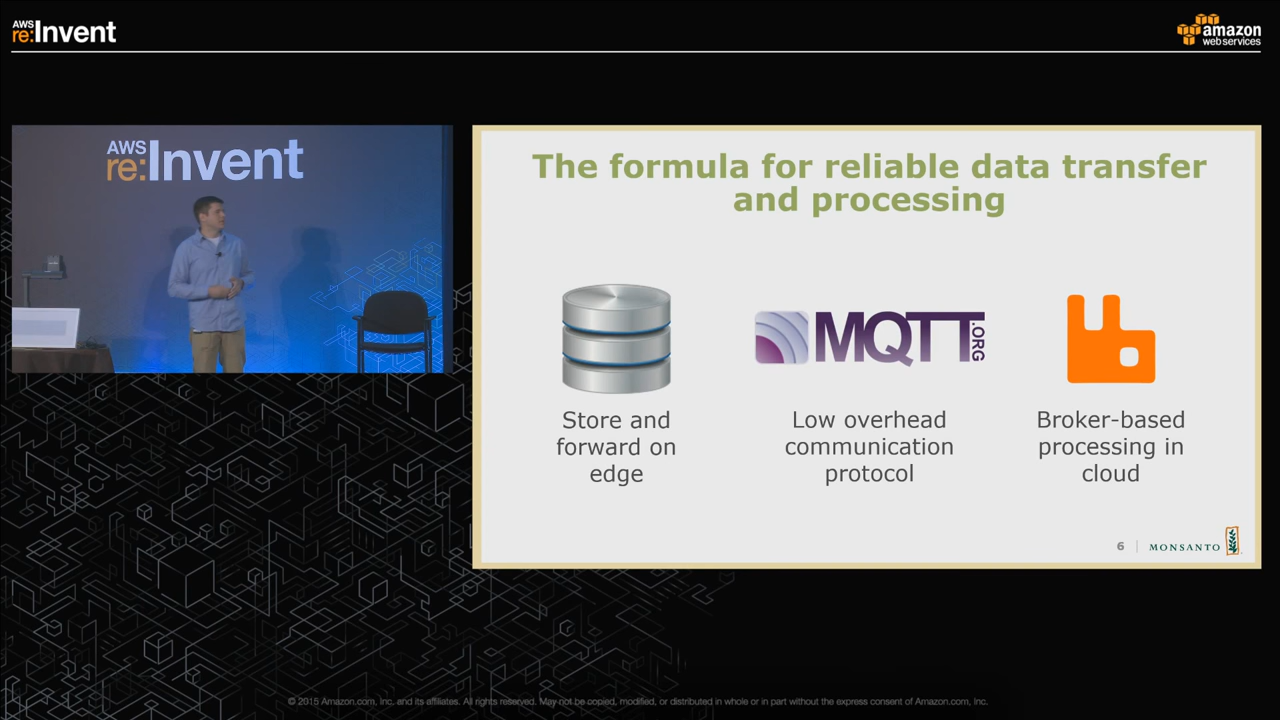 AWS
re:Invent
amazon
webservices
AWS
re:Invent
The formula for reliable data transfer
and processing
MQTT
.ORG
Store and
forward on
edge
Low overhead
communication
protocol
Broker-based
processing in
cloud
6
MONSANTO
© 2015 Amazon.com, Inc. and its affiliates. All rights reserved. May not be copied, modified, or distributed in whole or in part without the express consent of Amazon.com, Inc.